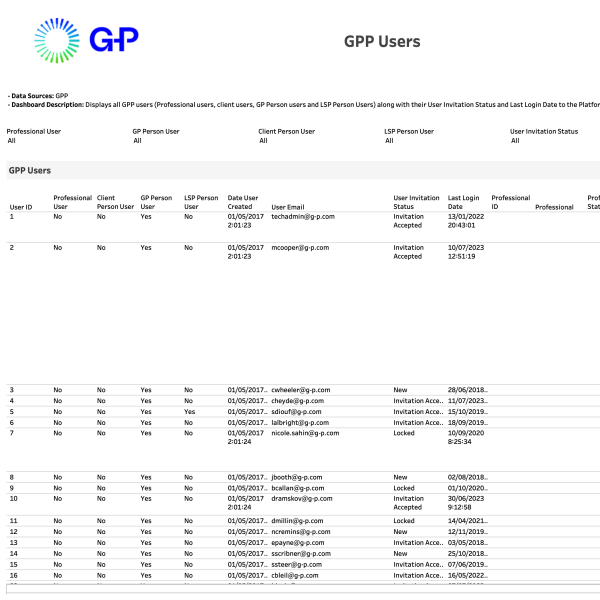 G-P
GPP Users
- Data Sources: GPP
- Dashboard Description: Displays all GPP users (Professional users, client users, GP Person users and LSP Person Users) along with their User Invitation Status and Last Login Date to the Platfor
Professional User GP Person User Client Person User LSP Person User User Invitation Status
All All All All All
GPP Users
User ID Professional User Client Person User GP Person User LSP Person User Date User Created User Email User Invitation Status Last Login Date Professional ID Professional Prof Stat
1 No No Yes No 01/05/2017 2:01:23 techadmin@g-p.com Invitation Accepted 13/01/2022 20:43:01
2 No No Yes No 01/05/2017 2:01:23 mcooper@g-p.com Invitation Accepted 10/07/2023 12:51:19
3 No No Yes No 01/05/2017.. cwheeler@g-p.com New 28/06/2018..
4 No No Yes No 01/05/2017.. cheyde@g-p.com Invitation Acce.. 11/07/2023..
5 No No Yes Yes 01/05/2017.. sdiouf@g-p.com Invitation Acce.. 15/10/2019..
6 No No Yes No 01/05/2017.. lalbright@g-p.com Invitation Acce.. 18/09/2019..
7 No No Yes No 01/05/2017 2:01:24 nicole.sahin@g-p.com Locked 10/09/2020 8:25:34
8 No No Yes No 01/05/2017.. jbooth@g-p.com New 02/08/2018..
9 No No Yes No 01/05/2017.. bcallan@g-p.com Locked 01/10/2020..
10 No No Yes No 01/05/2017 2:01:24 dramskov@g-p.com Invitation Accepted 30/06/2023 9:12:58
11 No No Yes No 01/05/2017.. dmillin@g-p.com Locked 14/04/2021..
12 No No Yes No 01/05/2017.. ncremins@g-p.com New 12/11/2019..
13 No No Yes No 01/05/2017.. epayne@g-p.com Invitation Acce.. 03/05/2018..
14 No No Yes No 01/05/2017.. sscribner@g-p.com New 25/10/2018..
15 No No Yes No 01/05/2017.. ssteer@g-p.com Invitation Acce.. 07/06/2019..
16 No No Yes No 01/05/2017.. cbleil@g-p.com Invitation Acce.. 16/05/2022..